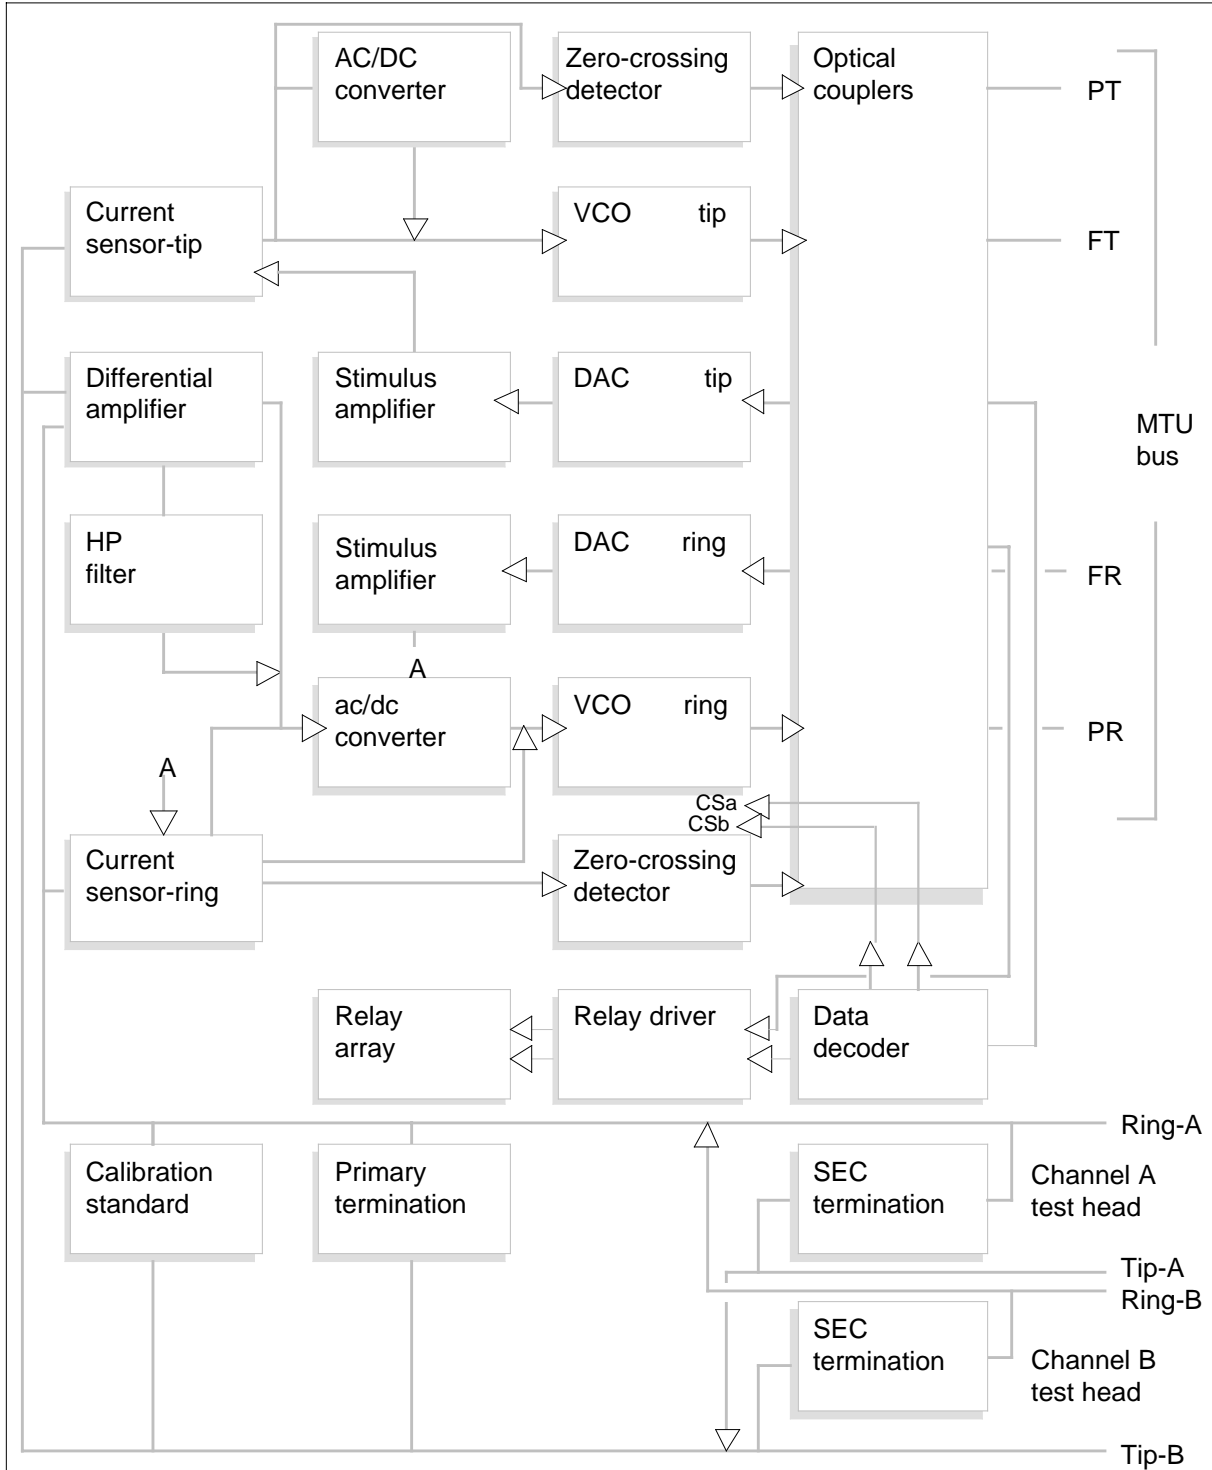 AC/DC
converter
Zero-crossing
detector
Optical
couplers
PT
Current
sensor-tip
VCO tip
FT
Differential
amplifier
Stimulus
amplifier
DAC tip
MTU
bus
HP
filter
Stimulus
amplifier
DAC ring
FR
A
ac/dc
converter
VCO ring
PR
A
CSa
CSb
Current
sensor-ring
Zero-crossing
detector
Relay
array
Relay driver
Data
decoder
Ring-A
Calibration
standard
Primary
termination
SEC
termination
Channel A
test head
Tip-A
Ring-B
SEC
termination
Channel B
test head
Tip-B